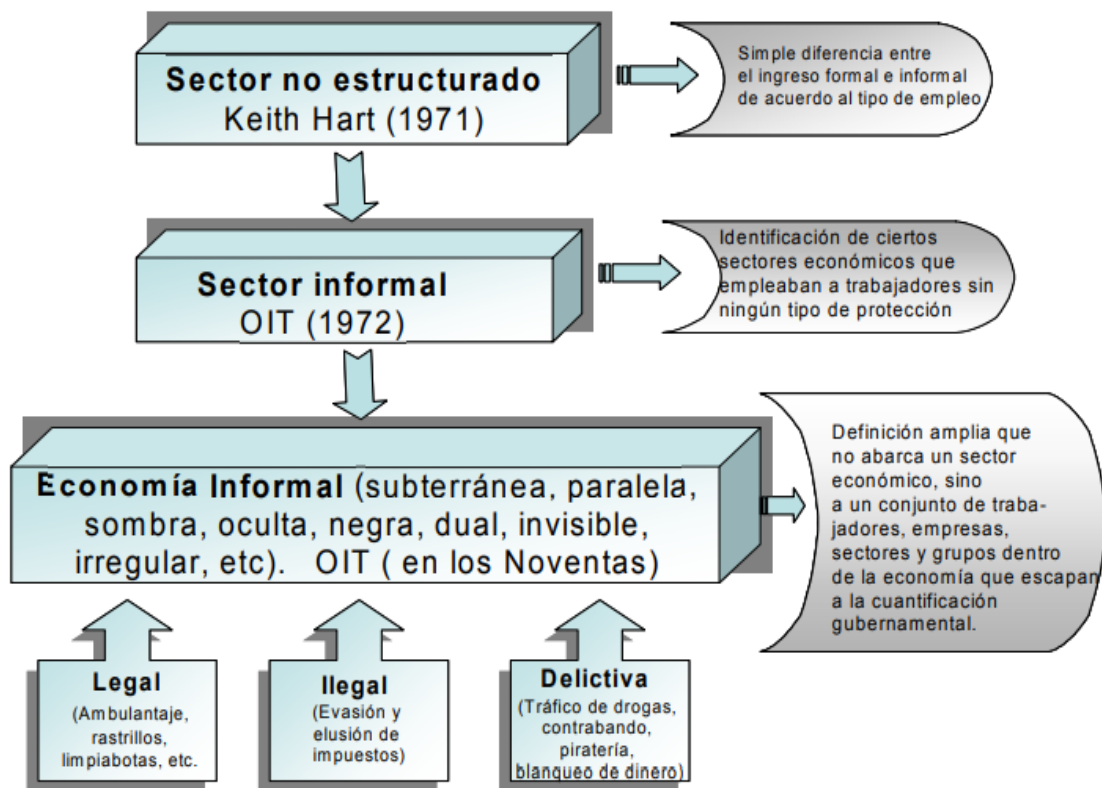 Sector no estructurado
Keith Hart (1971)
Simple diferencia entre
el ingreso formal e informal
de acuerdo al tipo de empleo
Sector informal
OIT (1972)
Identificación de ciertos
sectores económicos que
empleaban a trabajadores sin
ningún tipo de protección
Economía Informal (subterránea, paralela,
sombra, oculta, negra, dual, invisible,
irregular, etc). OIT ( en los Noventas)
Definición amplia que
no abarca un sector
económico, sino
a un conjunto de traba-
jadores, empresas,
sectores y grupos dentro
de la economía que escapan
a la cuantificación
gubernamental.
Legal
(Ambulantaje,
rastrillos,
limpiabotas, etc.
Ilegal
(Evasión y
elusión de
impuestos)
Delictiva
(Tráfico de drogas,
contrabando,
piratería,
blanqueo de dinero)